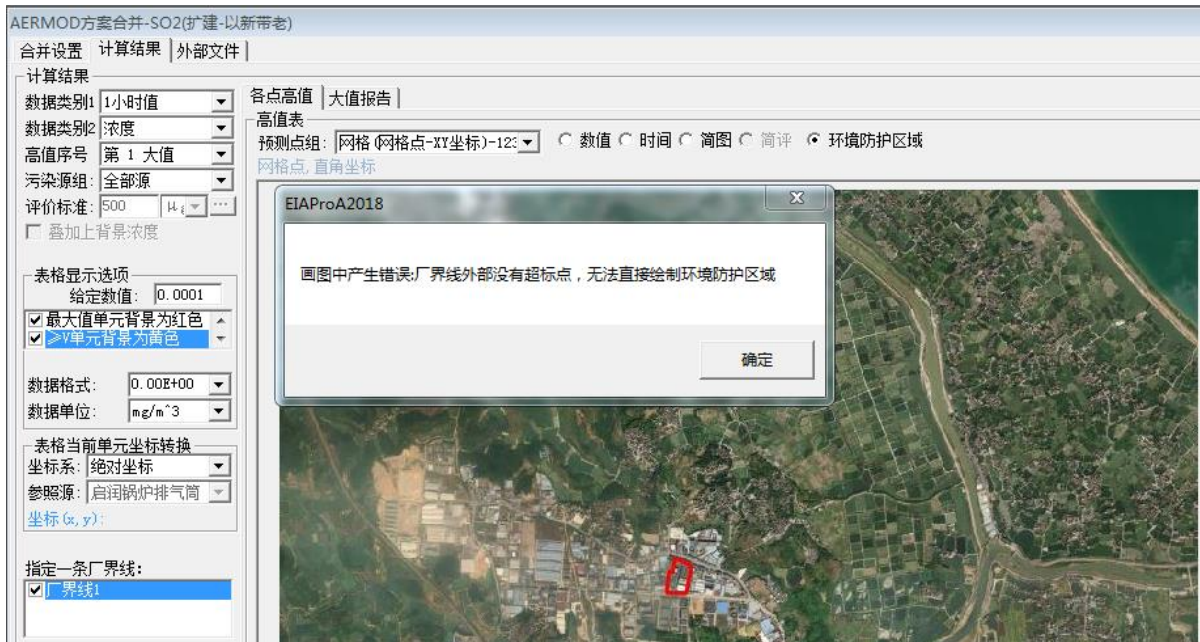 AERMOD方案合并-SO2(扩建-以新带老)
合并设置 计算结果 外部文件
计算结果
数据类别1 1小时值
数据类别2 浓度
高值序号 第 1 大值
污染源组: 全部源
评价标准: 500 μg
叠加上背景浓度
表格显示选项
给定数值: 0.0001
最大值单元背景为红色
≥V单元背景为黄色
数据格式: 0.00E+00
数据单位: mg/m^3
表格当前单元坐标转换
坐标系: 绝对坐标
参照源: 启润锅炉排气筒
坐标(x,y):
指定一条厂界线:
厂界线1
各点高值 大值报告
高值表
预测点组: 网格(网格点-XY坐标)-123 数值 时间 简图 简评 环境防护区域
网格点,直角坐标
EIAProA2018
画图中产生错误:厂界线外部没有超标点，无法直接绘制环境防护区域
确定